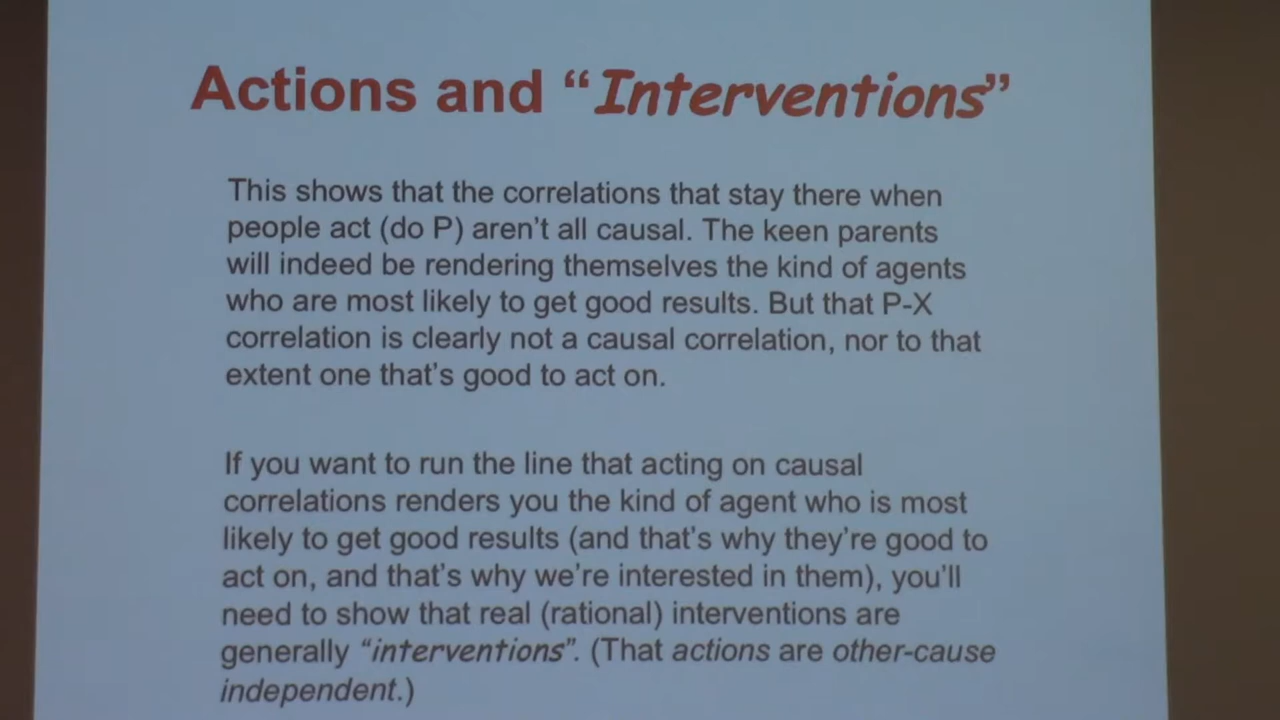 Actions and “Interventions”
This shows that the correlations that stay there when
people act (do P) aren’t all causal. The keen parents
will indeed be rendering themselves the kind of agents
who are most likely to get good results. But that P-X
correlation is clearly not a causal correlation, nor to that
extent one that’s good to act on.
If you want to run the line that acting on causal
correlations renders you the kind of agent who is most
likely to get good results (and that’s why they’re good to
act on, and that’s why we’re interested in them), you’ll
need to show that real (rational) interventions are
generally “interventions”. (That actions are other-cause
independent.)